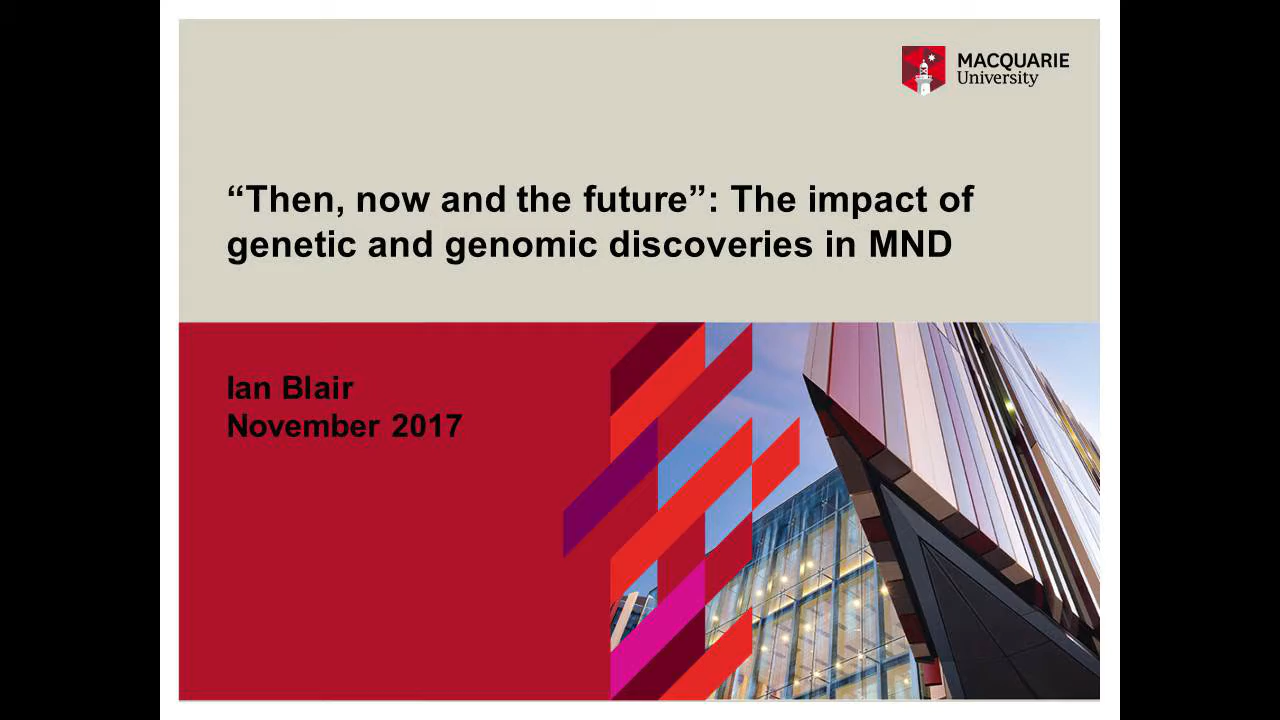 MACQUARIE
University
“Then, now and the future”: The impact of
genetic and genomic discoveries in MND
Ian Blair
November 2017